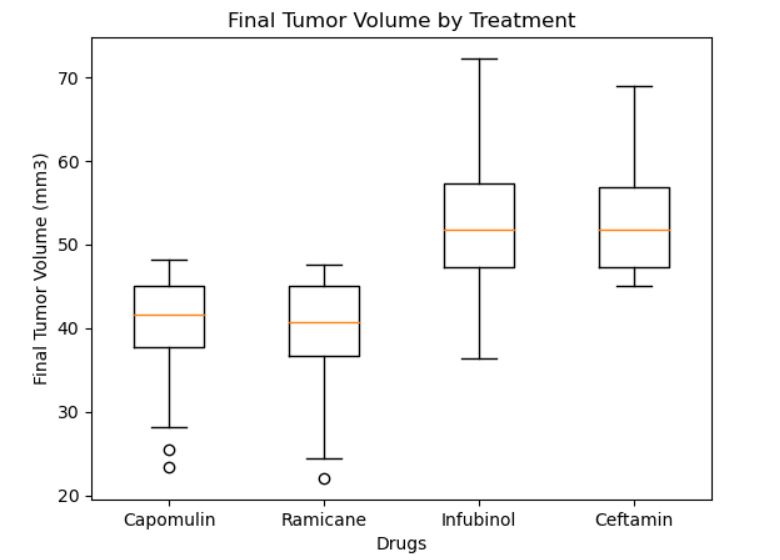 Final Tumor Volume by Treatment
Final Tumor Volume (mm3)
70
60
50
40
30
20
Capomulin Ramicane Infubinol Ceftamin
Drugs